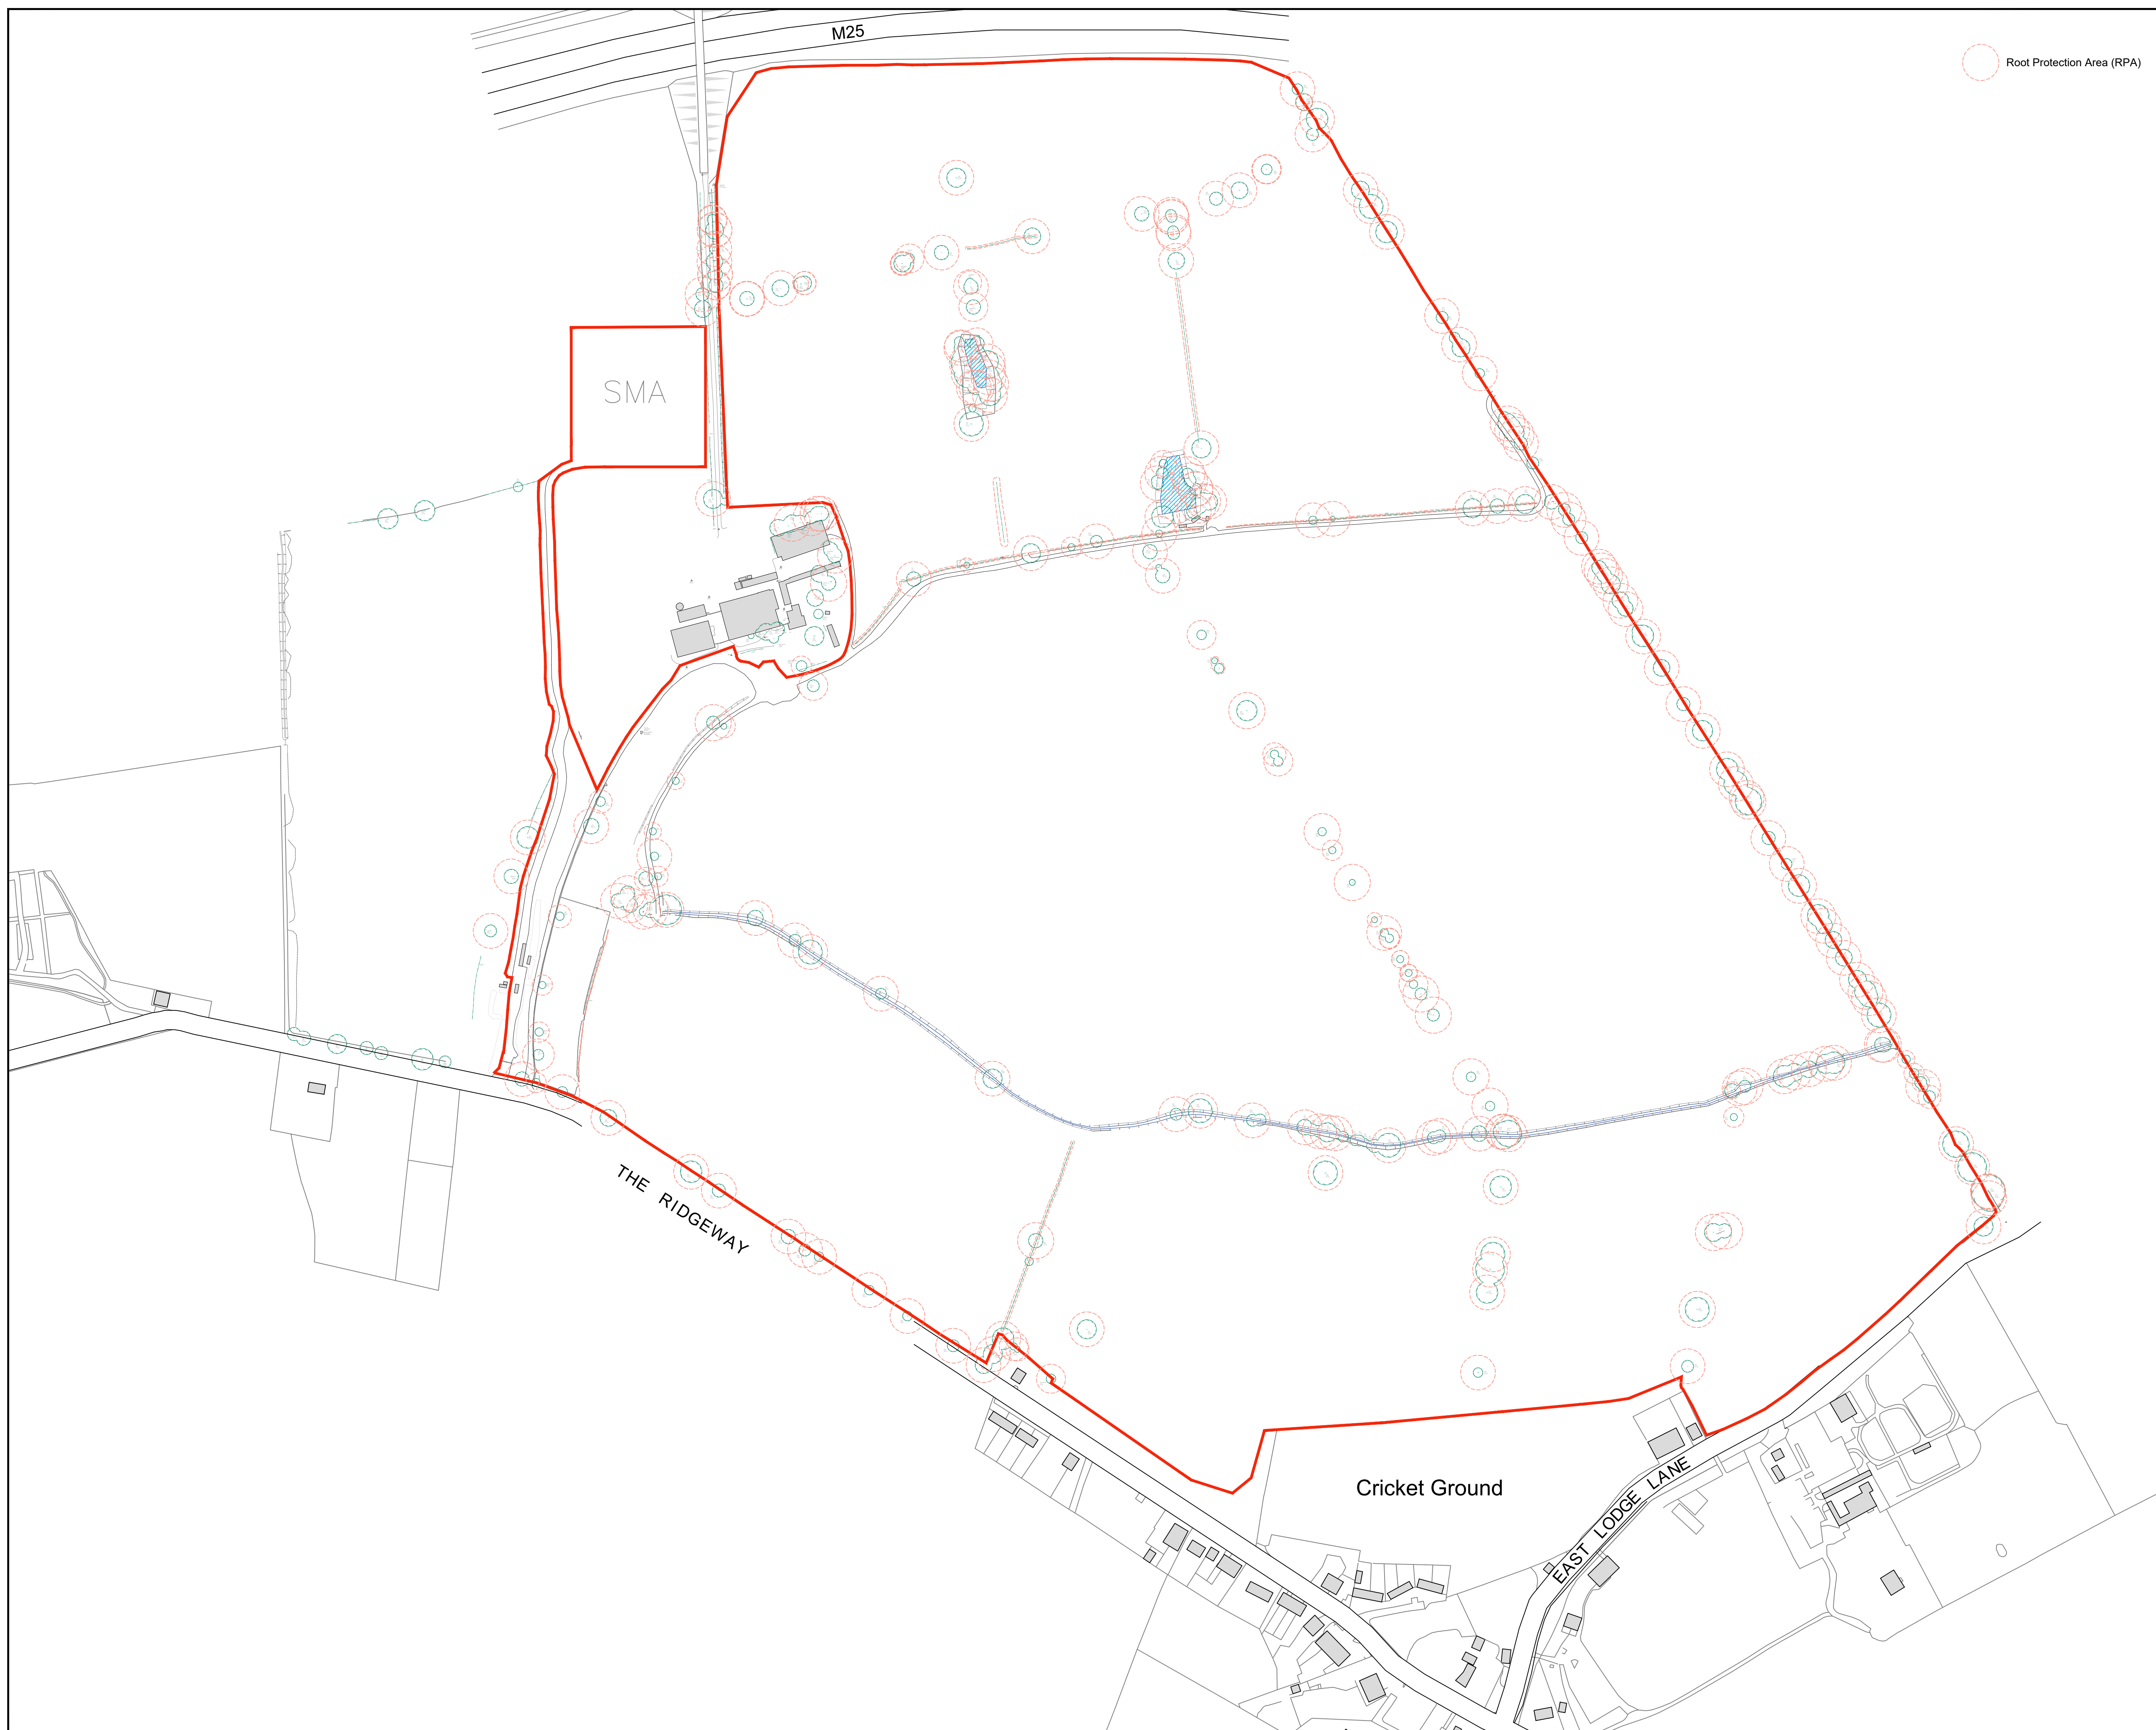 M25
Root Protection Area (RPA)
SMA
THE RIDGEWAY
Cricket Ground
EAST LODGE LANE